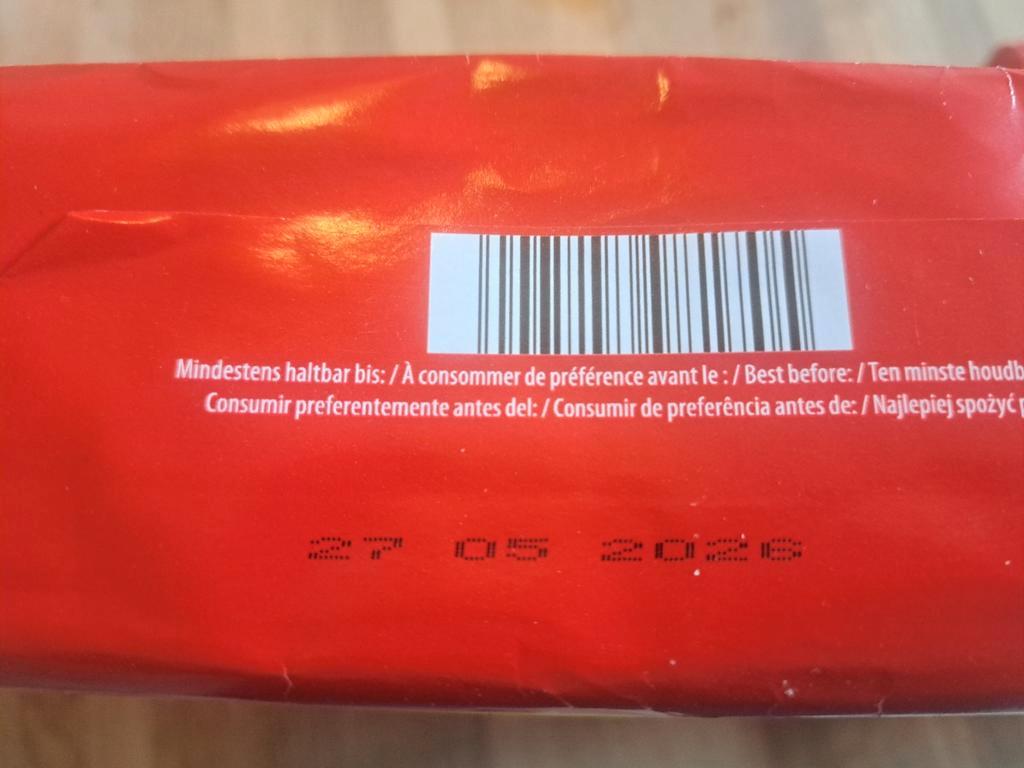 Mindestens haltbar bis: / À consommer de préférence avant le : / Best before: / Ten minste
Consumir preferentemente antes del: / Consumir de preferência antes de: / Najlepiej spożyć
27 05 2026